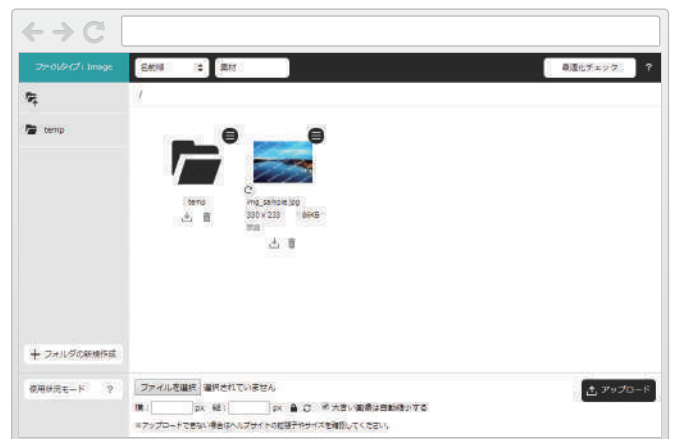 ファイルタイプ: Image
名前順
素材
最適化チェック
?
/
temp
temp
img_sample.jpg
330 x 233 86KB
+ フォルダの新規作成
使用状況モード ?
ファイルを選択 選択されていません
アップロード
横: px 縦: px 大きい画像は自動縮小する
※アップロードできない場合はヘルプサイトの拡張子やサイズを確認してください。